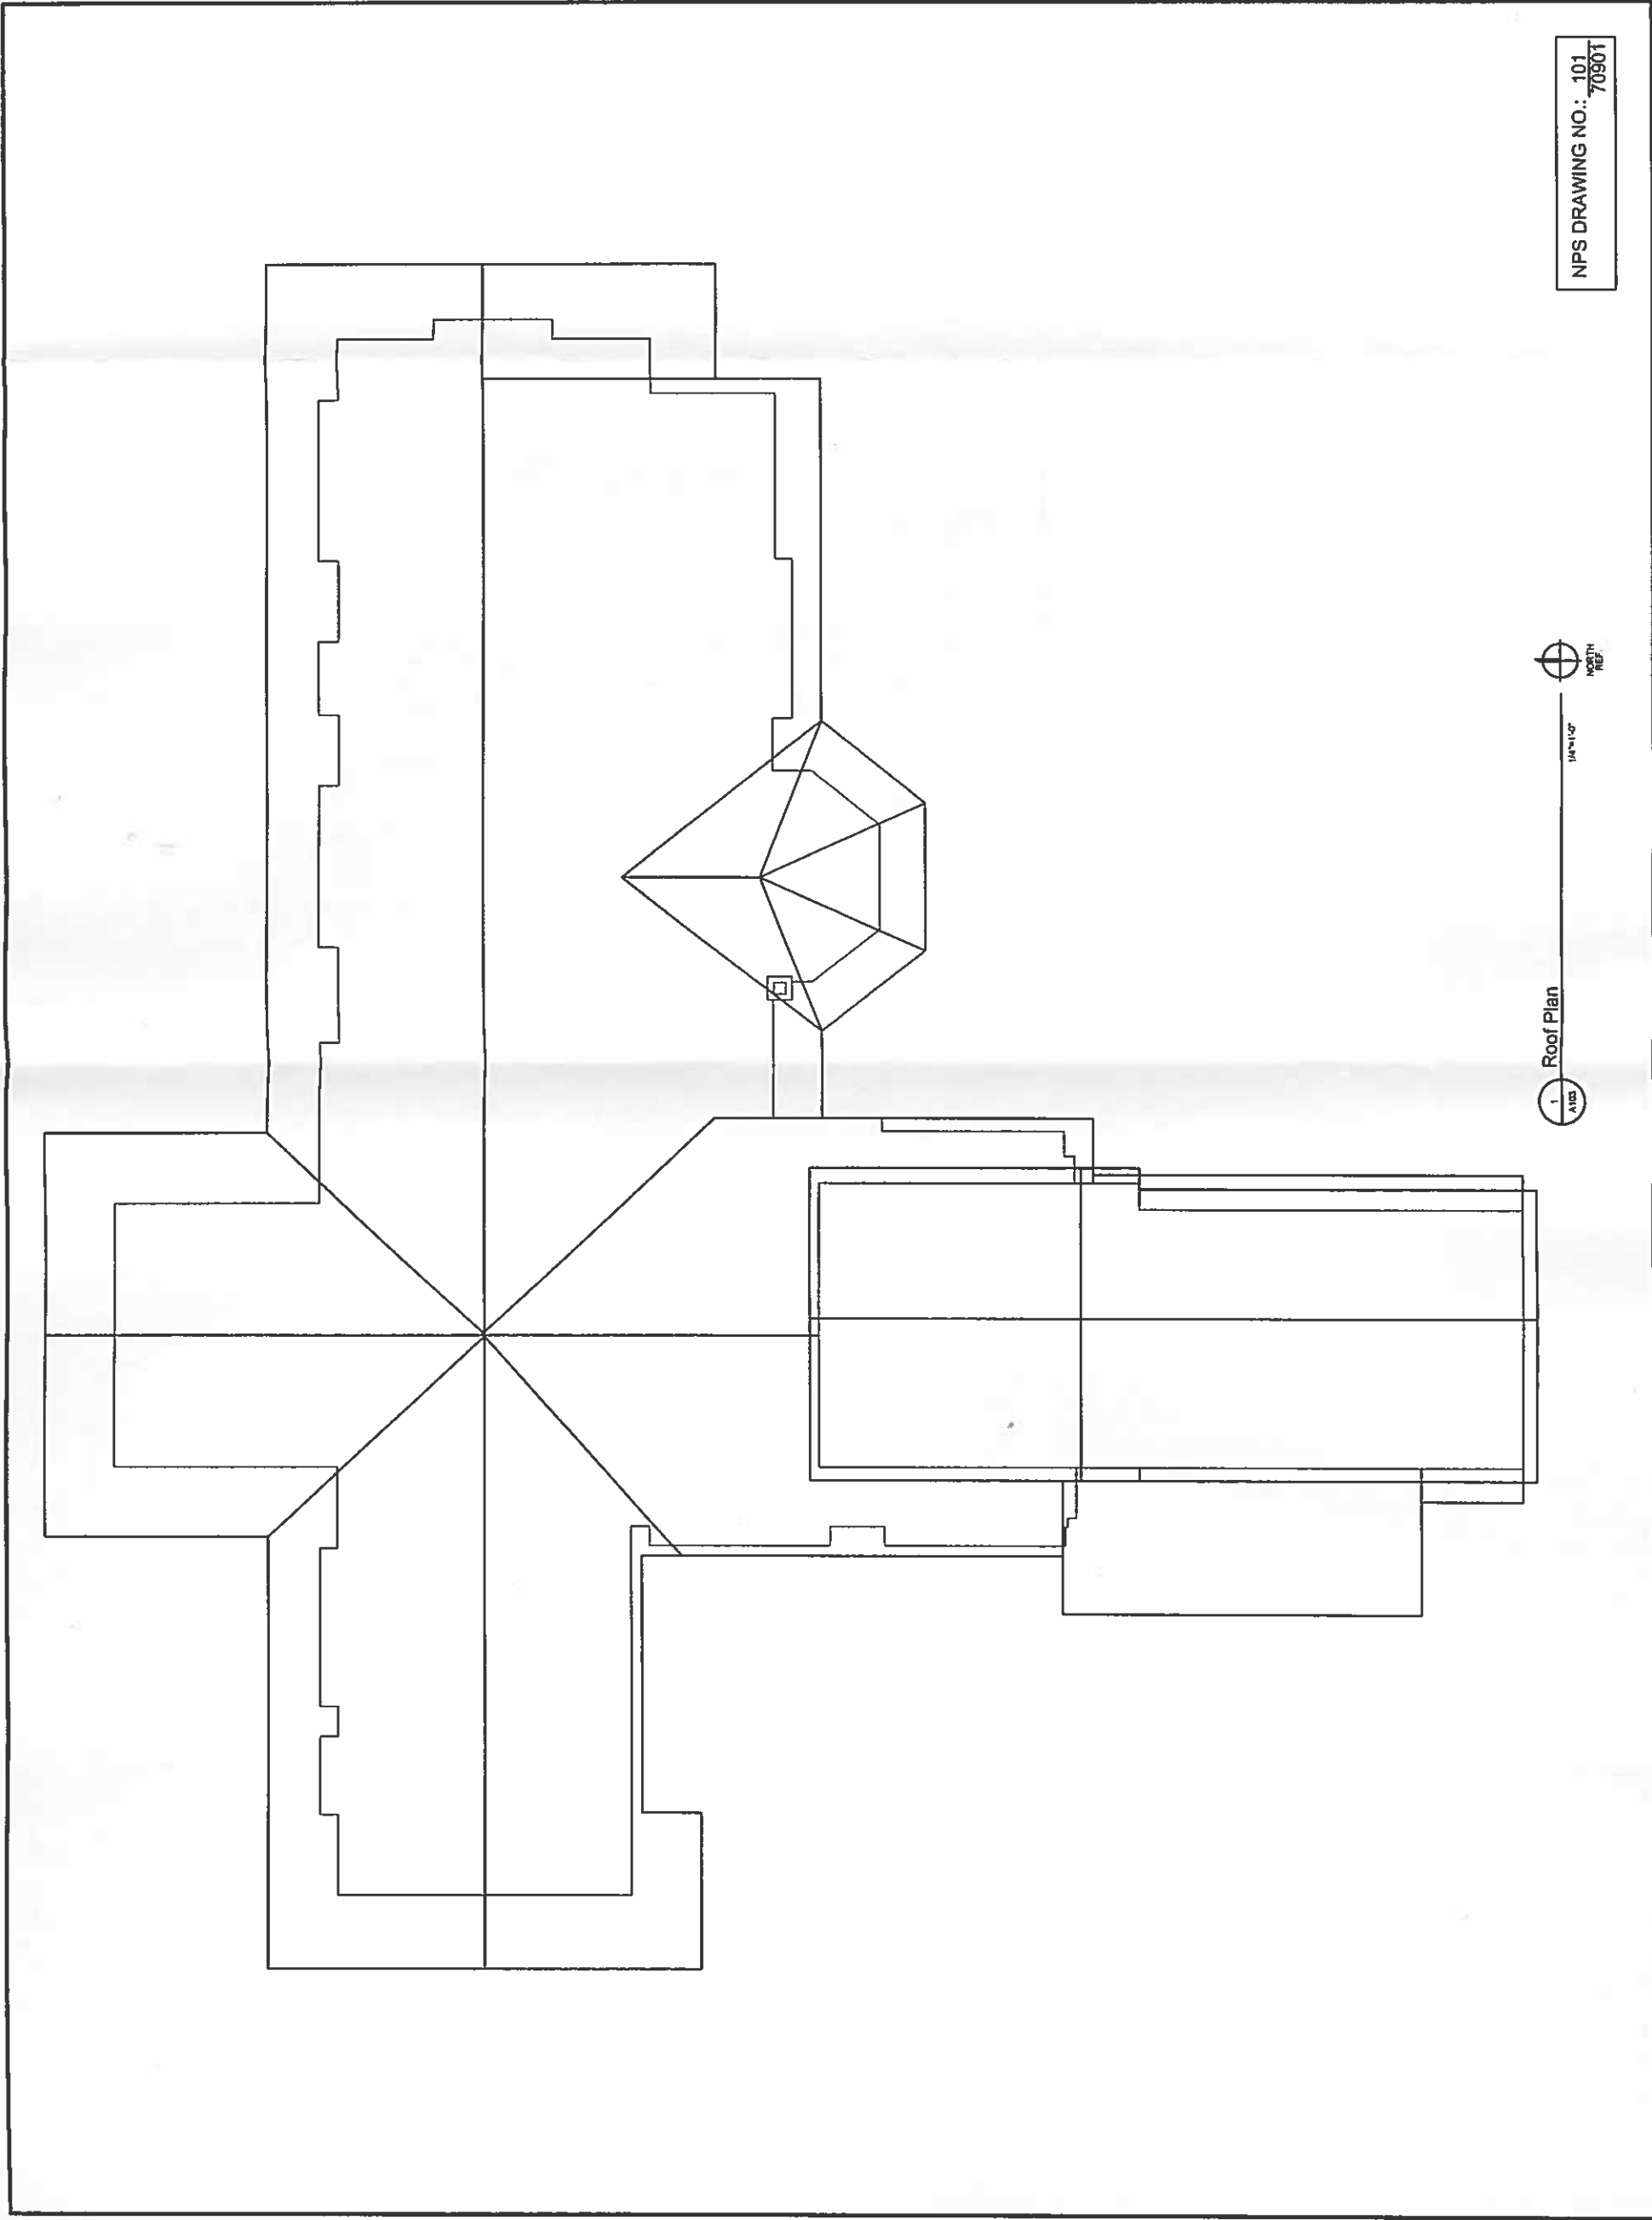 NPS DRAWING NO.: 101
70901
1
A103
Roof Plan
1/4"=1'-0"
NORTH
REF.